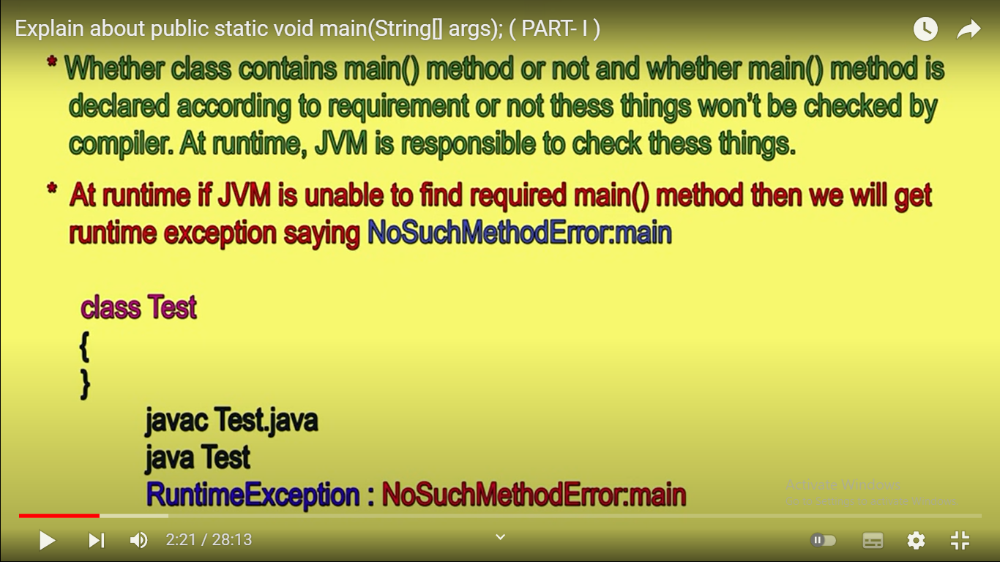 Explain about public static void main(String[] args); ( PART- I )
* Whether class contains main() method or not and whether main() method is
declared according to requirement or not thess things won't be checked by
compiler. At runtime, JVM is responsible to check thess things.
* At runtime if JVM is unable to find required main() method then we will get
runtime exception saying NoSuchMethodError:main
class Test
{
}
javac Test.java
java Test
RuntimeException : NoSuchMethodError:main
Activate Windows
Go to Settings to activate Windows.
2:21 / 28:13